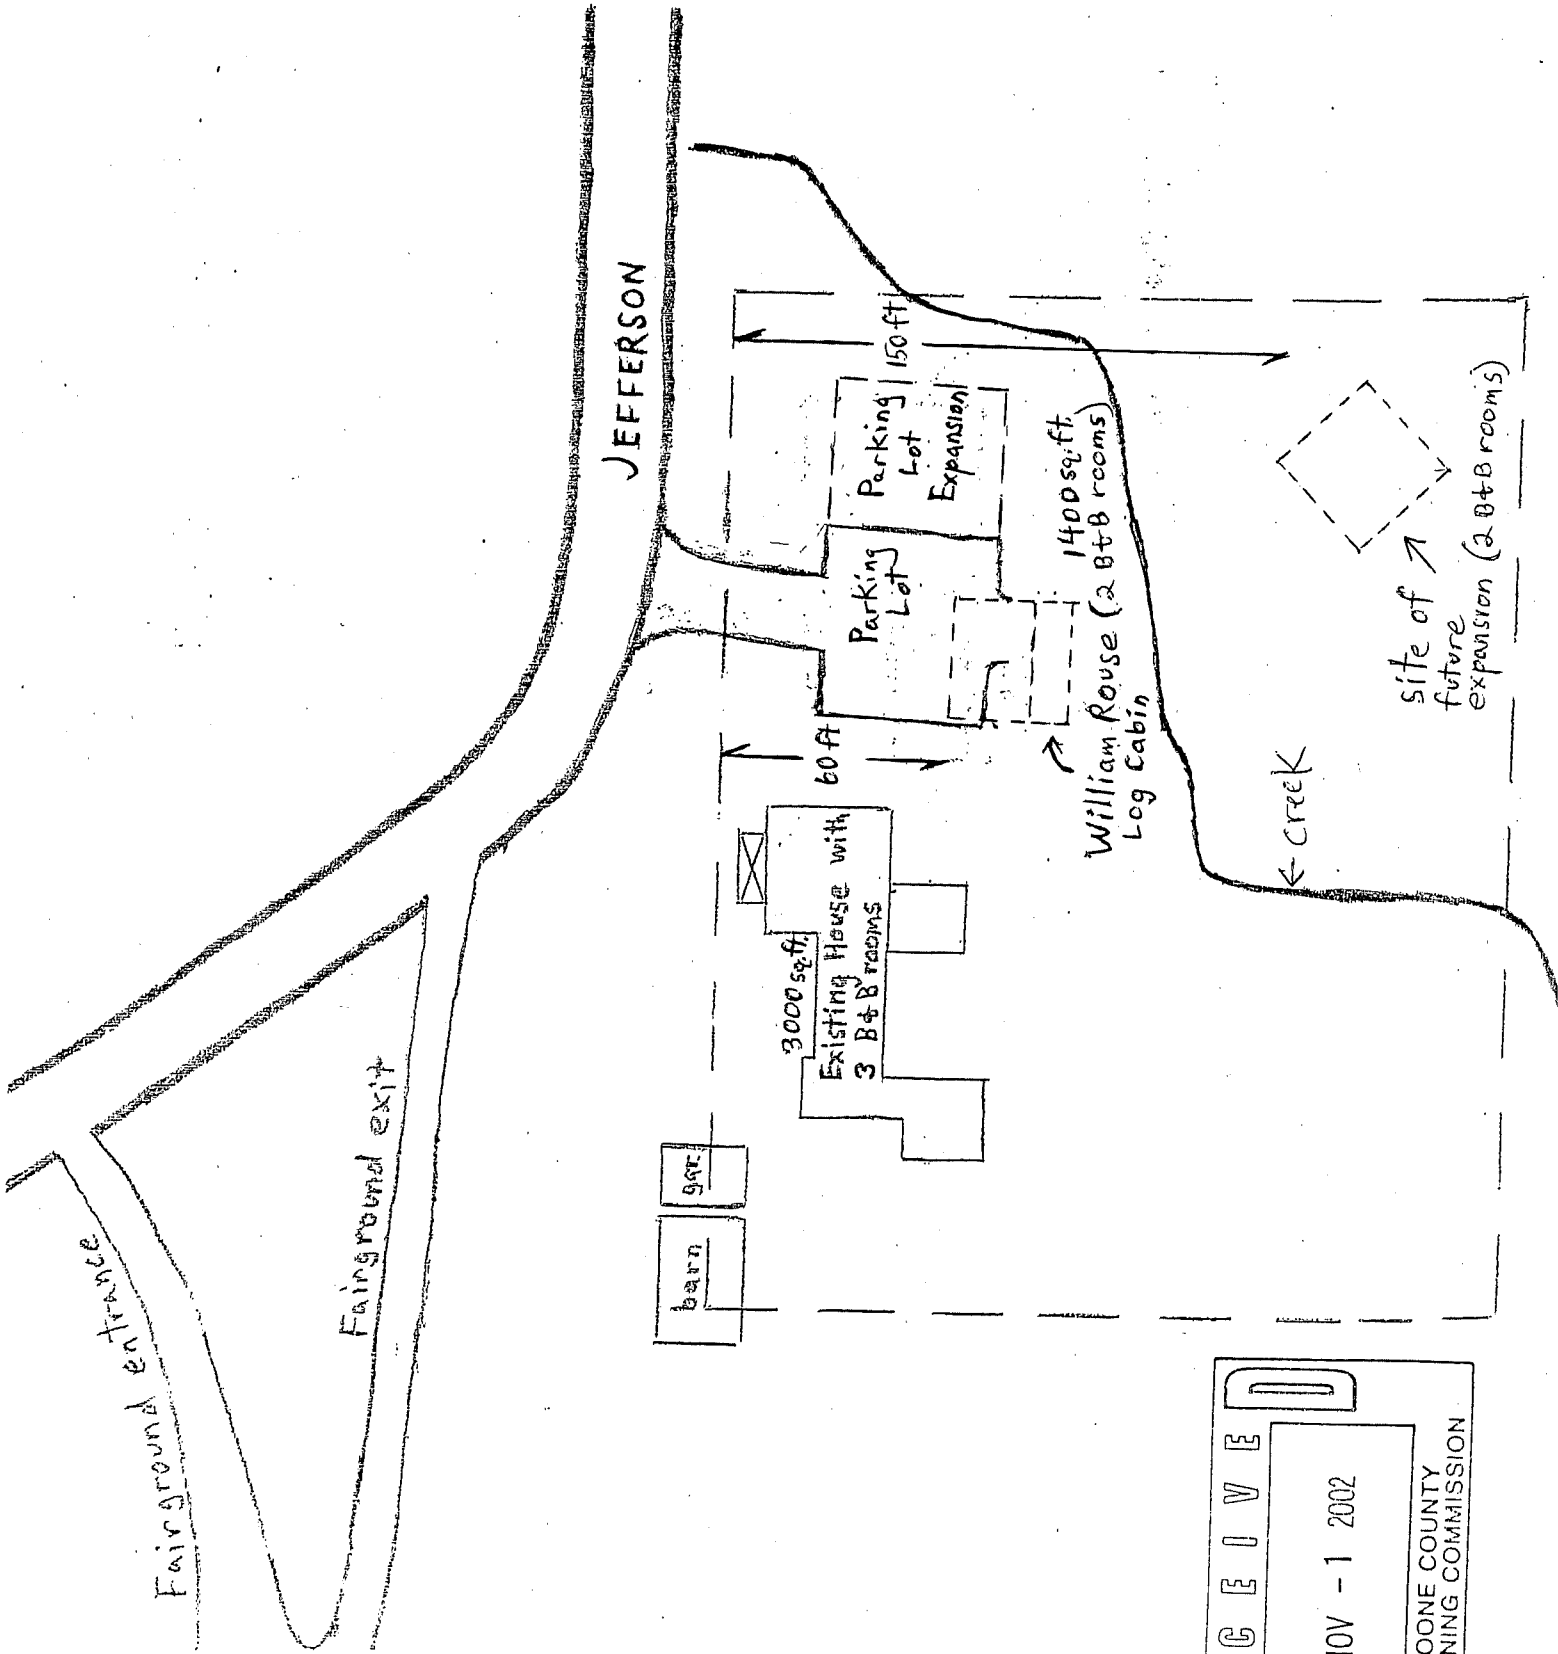 Fairground entrance
Fairground exit
JEFFERSON
barn
gar.
3000 sq.ft.
Existing House with
3 B&B rooms
60 ft
Parking
Lot
Parking
Lot
Expansion
150 ft
1400 sq.ft.
William Rouse (2 B&B rooms)
Log Cabin
← Creek
site of
future
expansion (2 B&B rooms)
C E I V E D
NOV - 1 2002
OONE COUNTY
NING COMMISSION